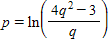 p = ln((4q² − 3)/q)